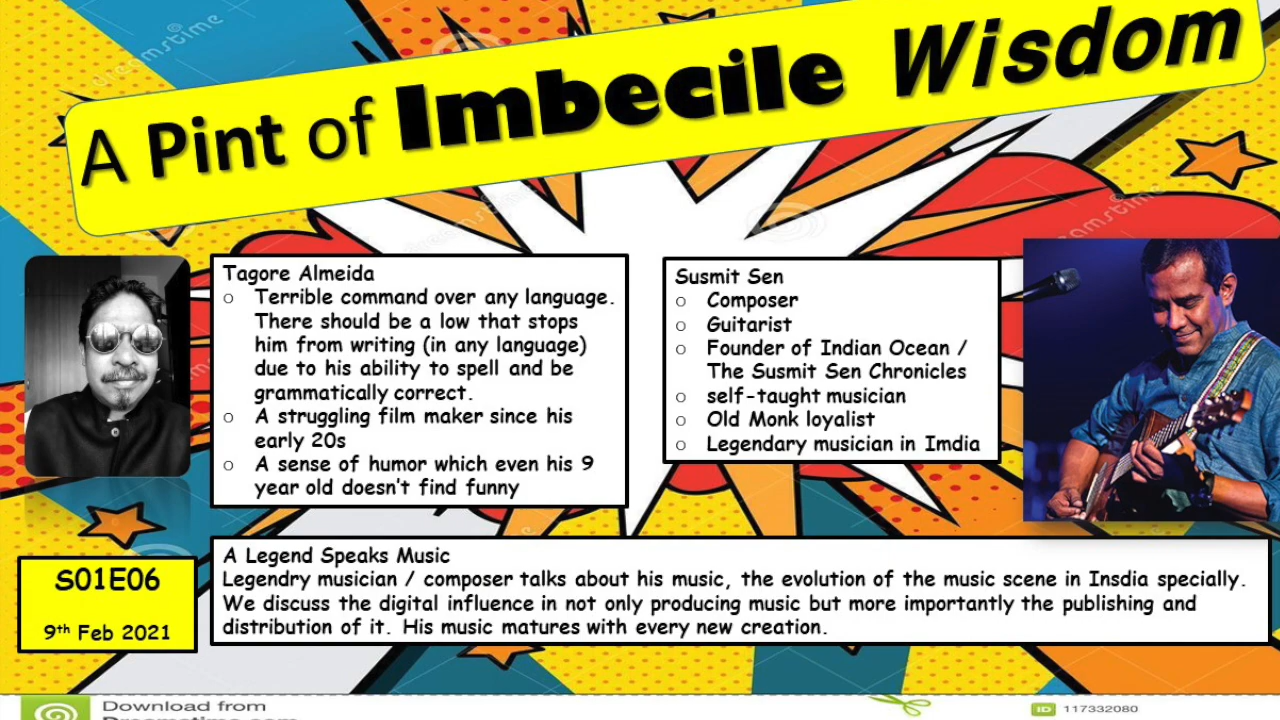 A Pint of Imbecile Wisdom
Tagore Almeida
o Terrible command over any language.
There should be a low that stops
him from writing (in any language)
due to his ability to spell and be
grammatically correct.
o A struggling film maker since his
early 20s
o A sense of humor which even his 9
year old doesn't find funny
Susmit Sen
o Composer
o Guitarist
o Founder of Indian Ocean /
The Susmit Sen Chronicles
o self-taught musician
o Old Monk loyalist
o Legendary musician in Imdia
S01E06
9th Feb 2021
A Legend Speaks Music
Legendry musician / composer talks about his music, the evolution of the music scene in Insdia specially.
We discuss the digital influence in not only producing music but more importantly the publishing and
distribution of it. His music matures with every new creation.
dreamstime
dreamstime
Download from
Dreamstime.com
ID 117332080